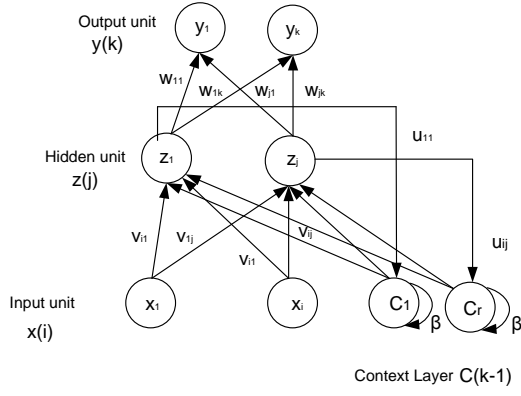 Output unit
y(k)
y1
yk
w11
w1k
wj1
wjk
u11
Hidden unit
z(j)
z1
zj
vi1
v1j
vi1
vij
uij
Input unit
x(i)
x1
xi
C1
Cr
β
β
Context Layer C(k-1)